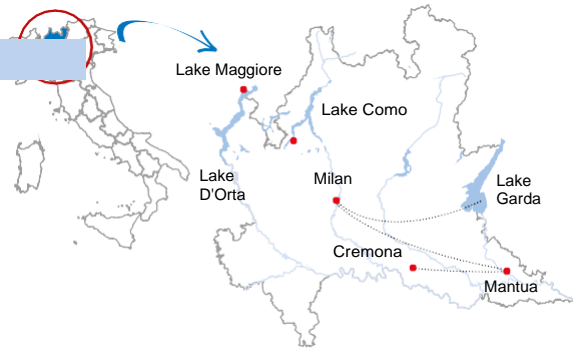 Lake Maggiore
Lake Como
Lake
D'Orta
Milan
Lake
Garda
Cremona
Mantua